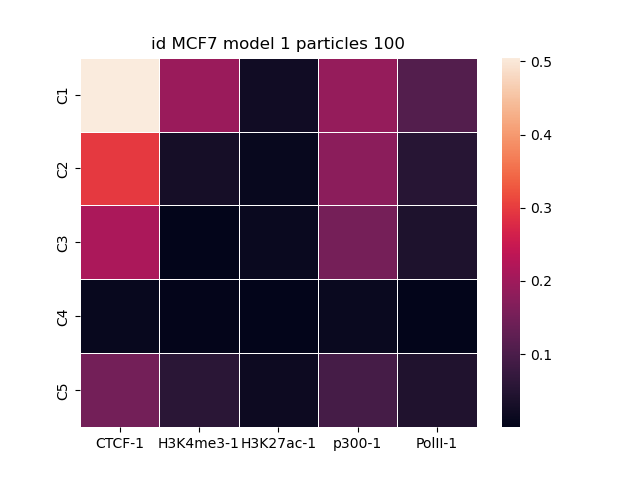 id MCF7 model 1 particles 100
C1
C2
C3
C4
C5
CTCF-1 H3K4me3-1 H3K27ac-1 p300-1 PolII-1
0.5
0.4
0.3
0.2
0.1